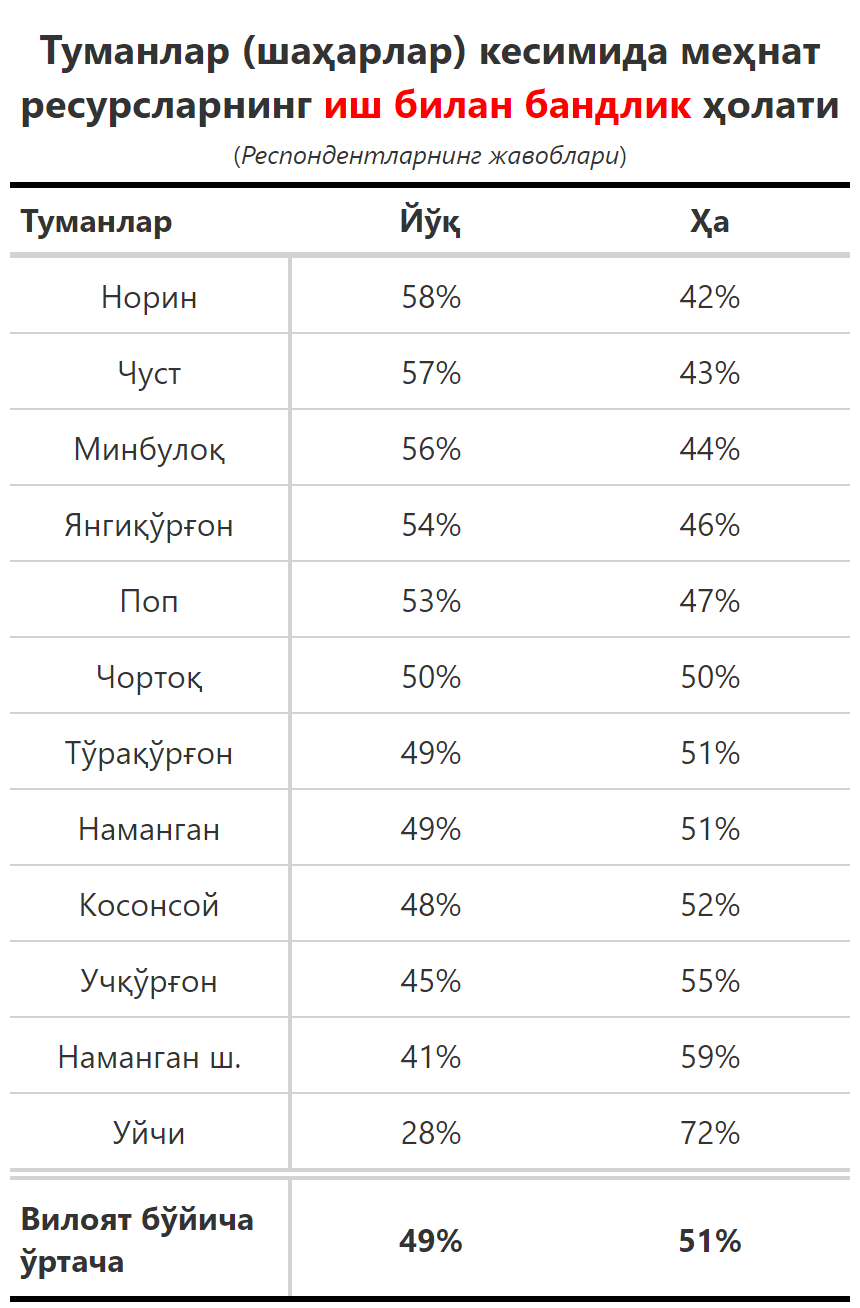 Туманлар (шаҳарлар) кесимида меҳнат
ресурсларнинг иш билан бандлик ҳолати
(Респондентларнинг жавоблари)
Туманлар Йўқ Ҳа
Норин 58% 42%
Чуст 57% 43%
Минбулоқ 56% 44%
Янгиқўрғон 54% 46%
Поп 53% 47%
Чортоқ 50% 50%
Тўрақўрғон 49% 51%
Наманган 49% 51%
Косонсой 48% 52%
Учқўрғон 45% 55%
Наманган ш. 41% 59%
Уйчи 28% 72%
Вилоят бўйича
ўртача 49% 51%